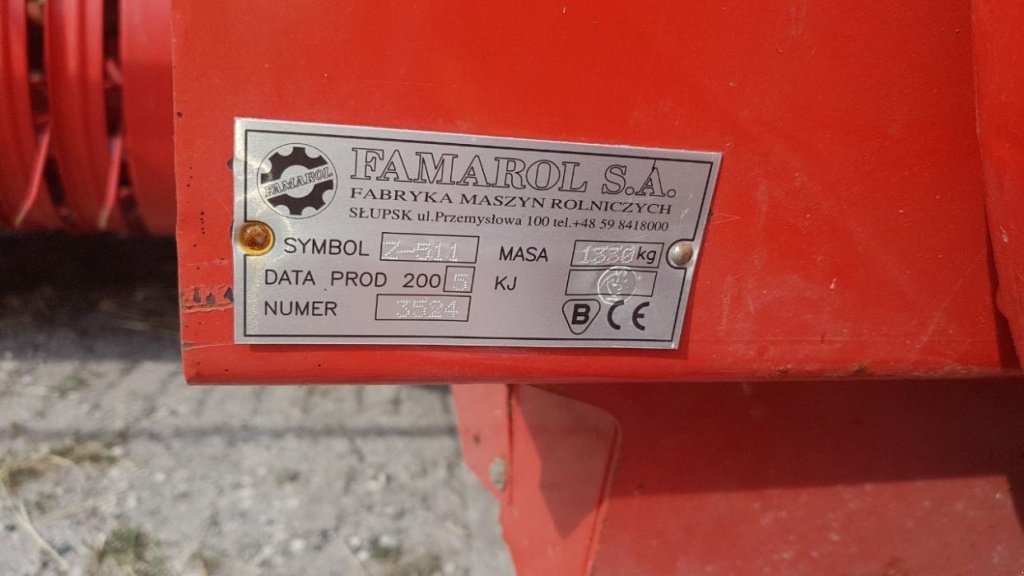 FAMAROL
FAMAROL S.A.
FABRYKA MASZYN ROLNICZYCH
SŁUPSK ul.Przemysłowa 100 tel.+48 59 8418000
SYMBOL Z-511 MASA 1330 kg
DATA PROD 2005 KJ
NUMER 3524 B CE